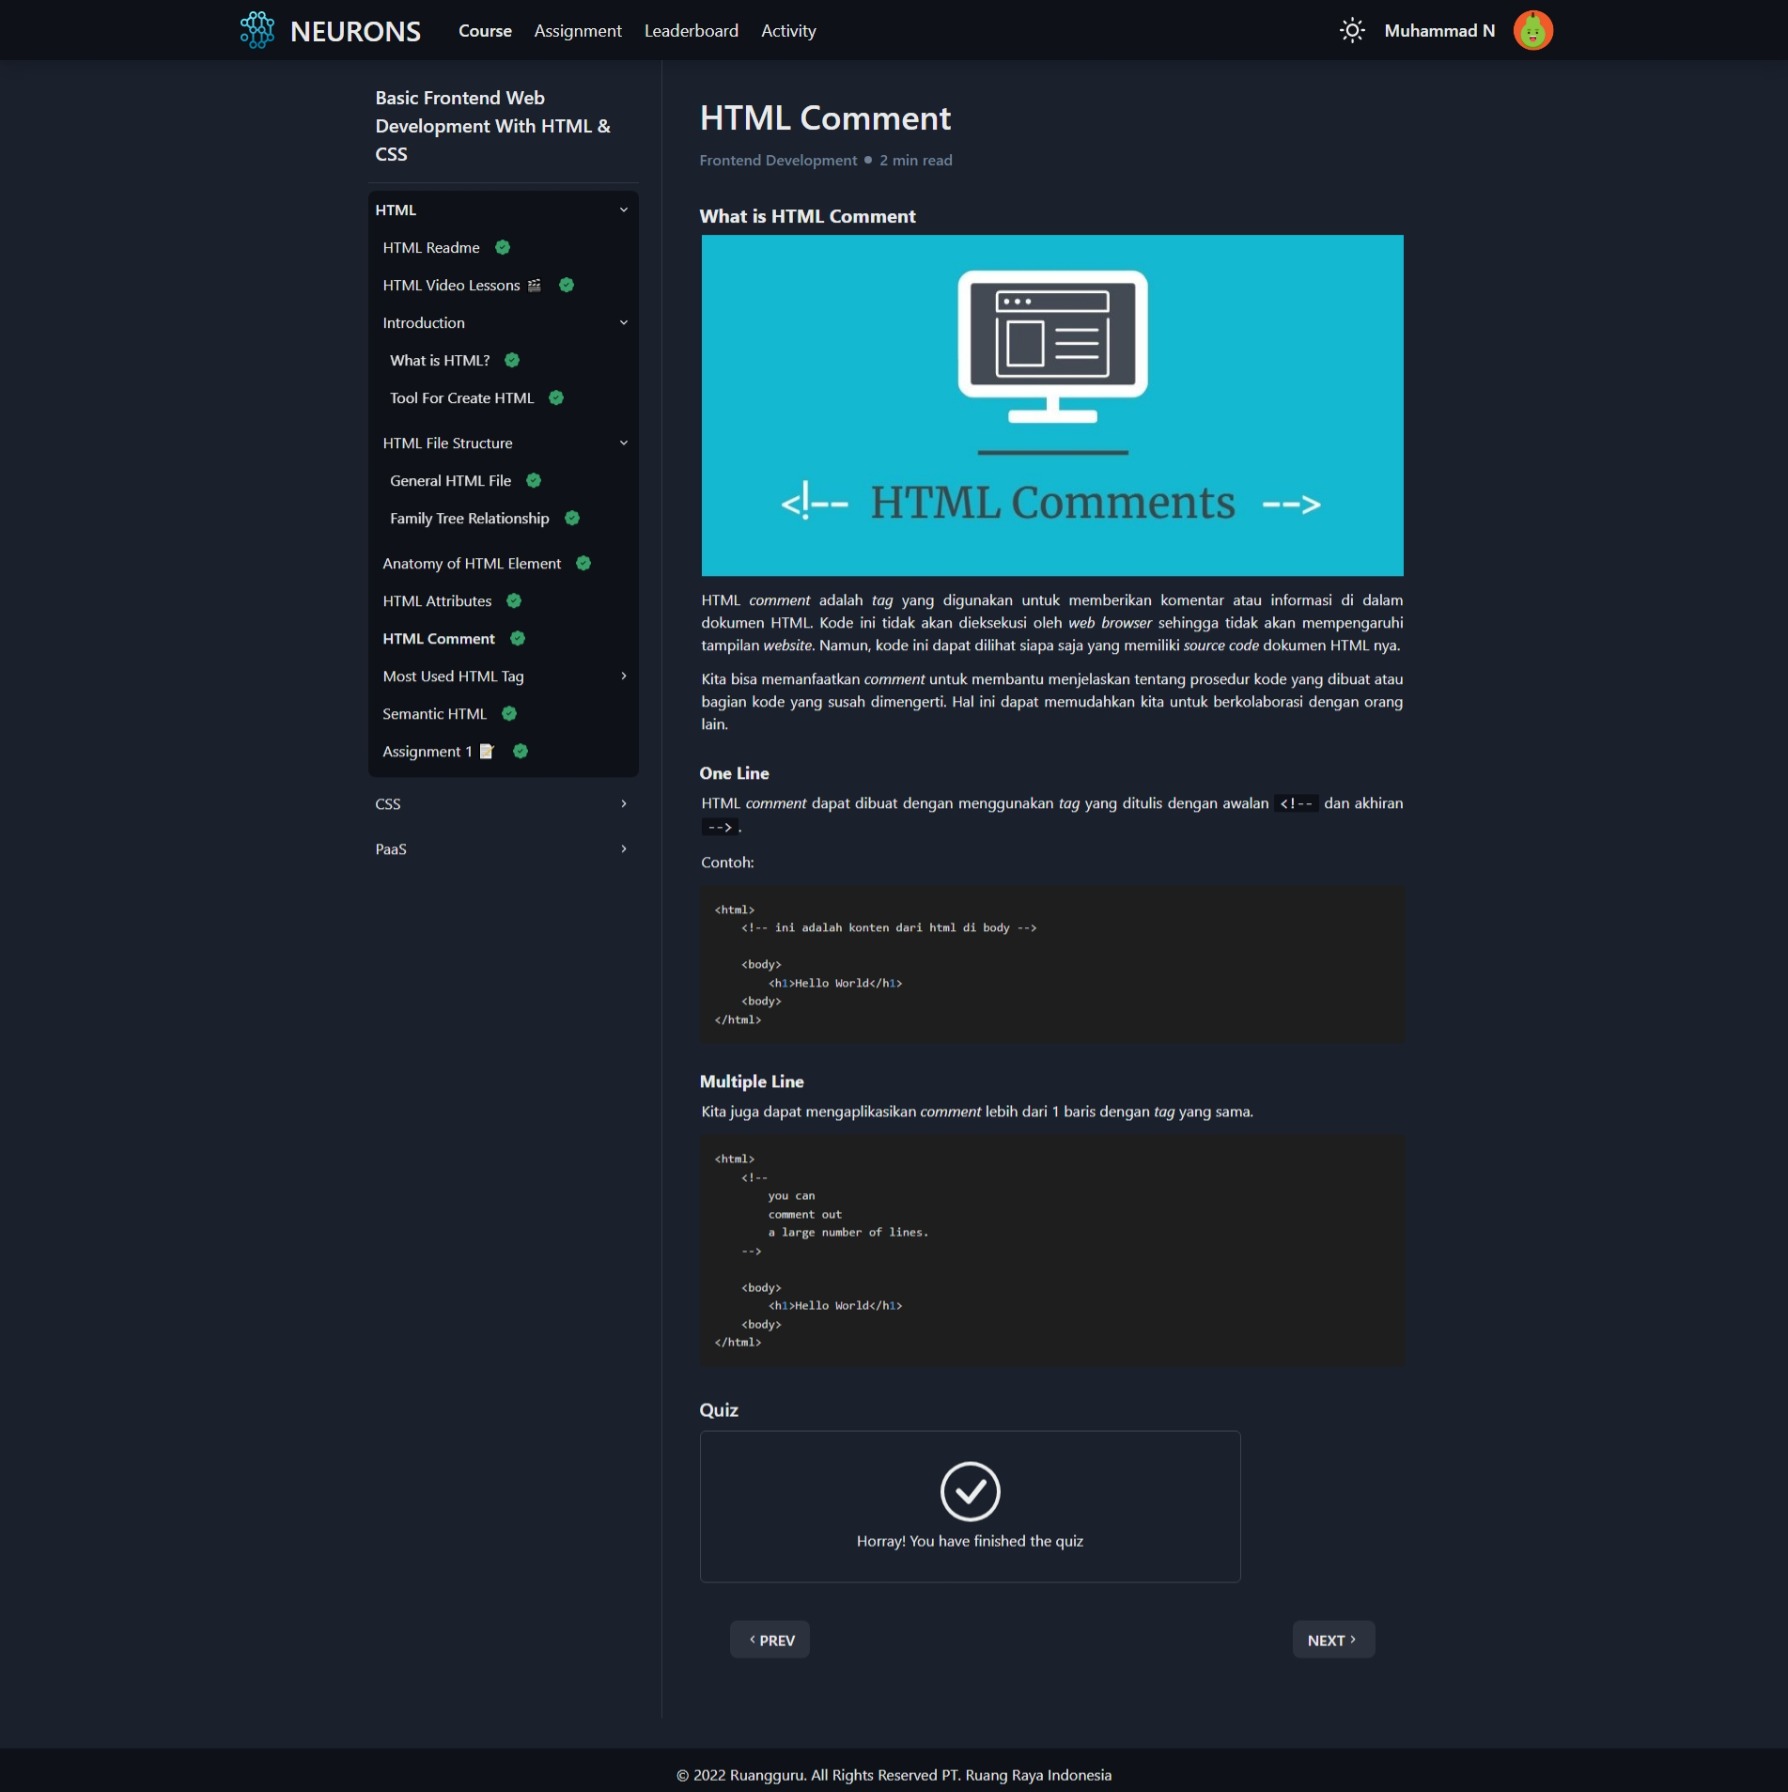 NEURONS Course Assignment Leaderboard Activity Muhammad N
Basic Frontend Web
Development With HTML &
CSS
HTML
HTML Readme
HTML Video Lessons
Introduction
What is HTML?
Tool For Create HTML
HTML File Structure
General HTML File
Family Tree Relationship
Anatomy of HTML Element
HTML Attributes
HTML Comment
Most Used HTML Tag
Semantic HTML
Assignment 1
CSS
PaaS
HTML Comment
Frontend Development ● 2 min read
What is HTML Comment
<!-- HTML Comments -->
HTML comment adalah tag yang digunakan untuk memberikan komentar atau informasi di dalam
dokumen HTML. Kode ini tidak akan dieksekusi oleh web browser sehingga tidak akan mempengaruhi
tampilan website. Namun, kode ini dapat dilihat siapa saja yang memiliki source code dokumen HTML nya.
Kita bisa memanfaatkan comment untuk membantu menjelaskan tentang prosedur kode yang dibuat atau
bagian kode yang susah dimengerti. Hal ini dapat memudahkan kita untuk berkolaborasi dengan orang
lain.
One Line
HTML comment dapat dibuat dengan menggunakan tag yang ditulis dengan awalan <!-- dan akhiran
-->.
Contoh:
<html>
<!-- ini adalah konten dari html di body -->
<body>
<h1>Hello World</h1>
<body>
</html>
Multiple Line
Kita juga dapat mengaplikasikan comment lebih dari 1 baris dengan tag yang sama.
<html>
<!--
you can
comment out
a large number of lines.
-->
<body>
<h1>Hello World</h1>
<body>
</html>
Quiz
Horray! You have finished the quiz
PREV
NEXT
© 2022 Ruangguru. All Rights Reserved PT. Ruang Raya Indonesia